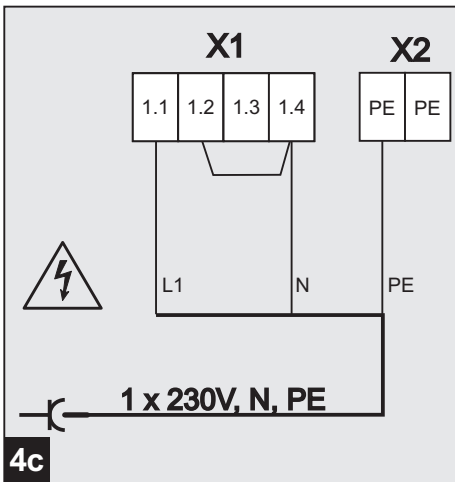 X1 X2
1.1 1.2 1.3 1.4 PE PE
L1 N PE
1 x 230V, N, PE
4c